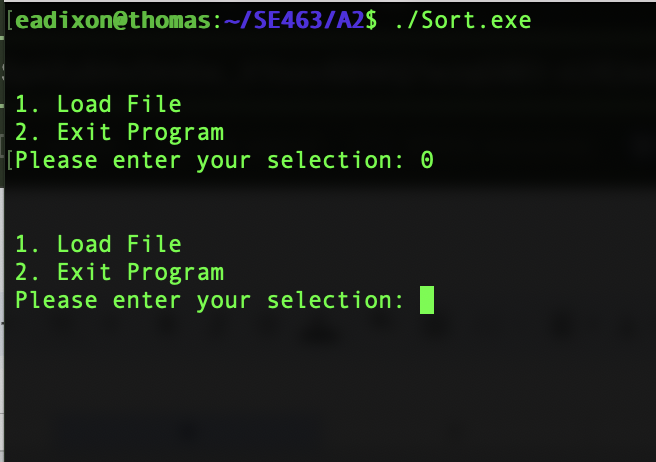 [eadixon@thomas:~/SE463/A2$ ./Sort.exe
1. Load File
2. Exit Program
[Please enter your selection: 0
1. Load File
2. Exit Program
Please enter your selection: